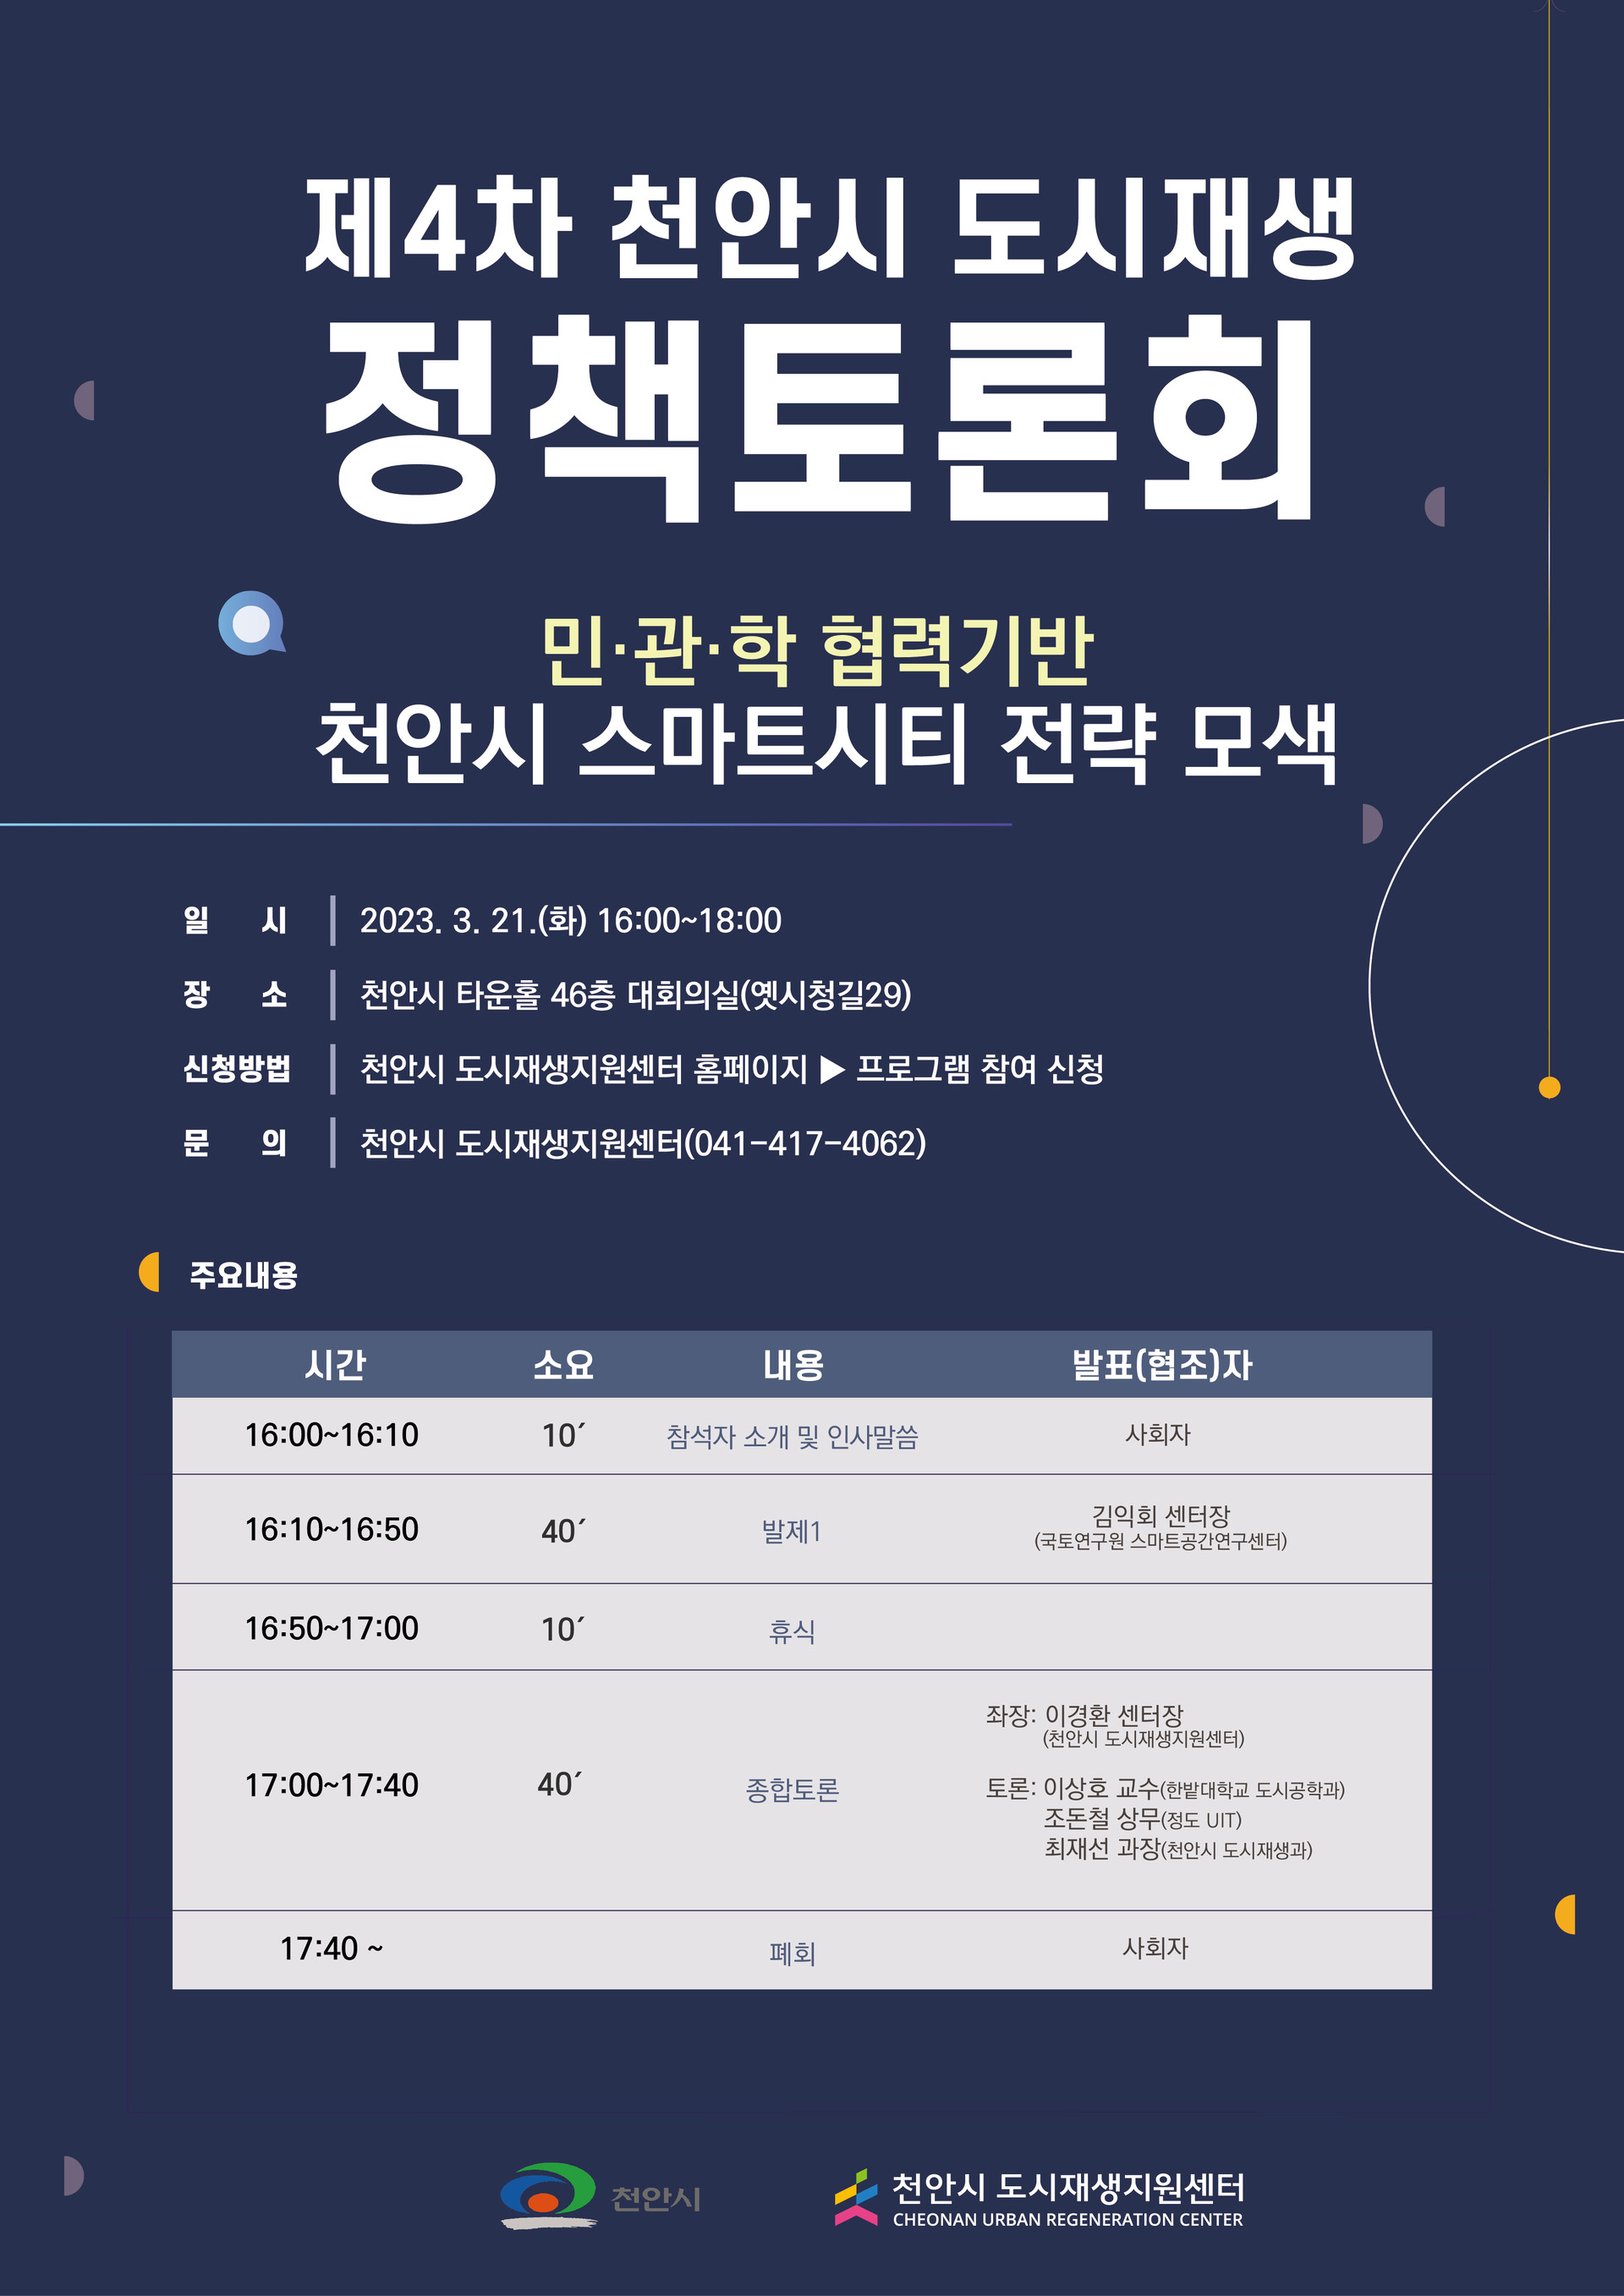 제4차 천안시 도시재생
정책토론회
민·관·학 협력기반
천안시 스마트시티 전략 모색
일 시 2023. 3. 21.(화) 16:00~18:00
장 소 천안시 타운홀 46층 대회의실(옛시청길29)
신청방법 천안시 도시재생지원센터 홈페이지 ▶ 프로그램 참여 신청
문 의 천안시 도시재생지원센터(041-417-4062)
주요내용
시간 소요 내용 발표(협조)자
16:00~16:10 10′ 참석자 소개 및 인사말씀 사회자
16:10~16:50 40′ 발제1 김익회 센터장
(국토연구원 스마트공간연구센터)
16:50~17:00 10′ 휴식
좌장: 이경환 센터장
(천안시 도시재생지원센터)
17:00~17:40 40′ 종합토론 토론: 이상호 교수(한밭대학교 도시공학과)
조돈철 상무(정도 UIT)
최재선 과장(천안시 도시재생과)
17:40 ~ 폐회 사회자
천안시 천안시 도시재생지원센터
CHEONAN URBAN REGENERATION CENTER